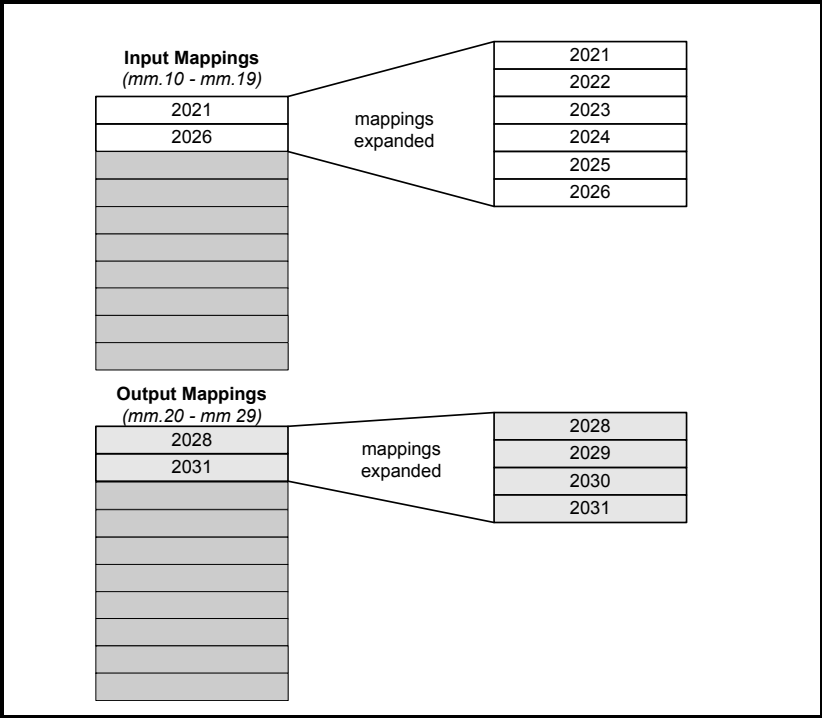 Input Mappings
(mm.10 - mm.19)
2021
2026
mappings
expanded
2021
2022
2023
2024
2025
2026
Output Mappings
(mm.20 - mm 29)
2028
2031
mappings
expanded
2028
2029
2030
2031